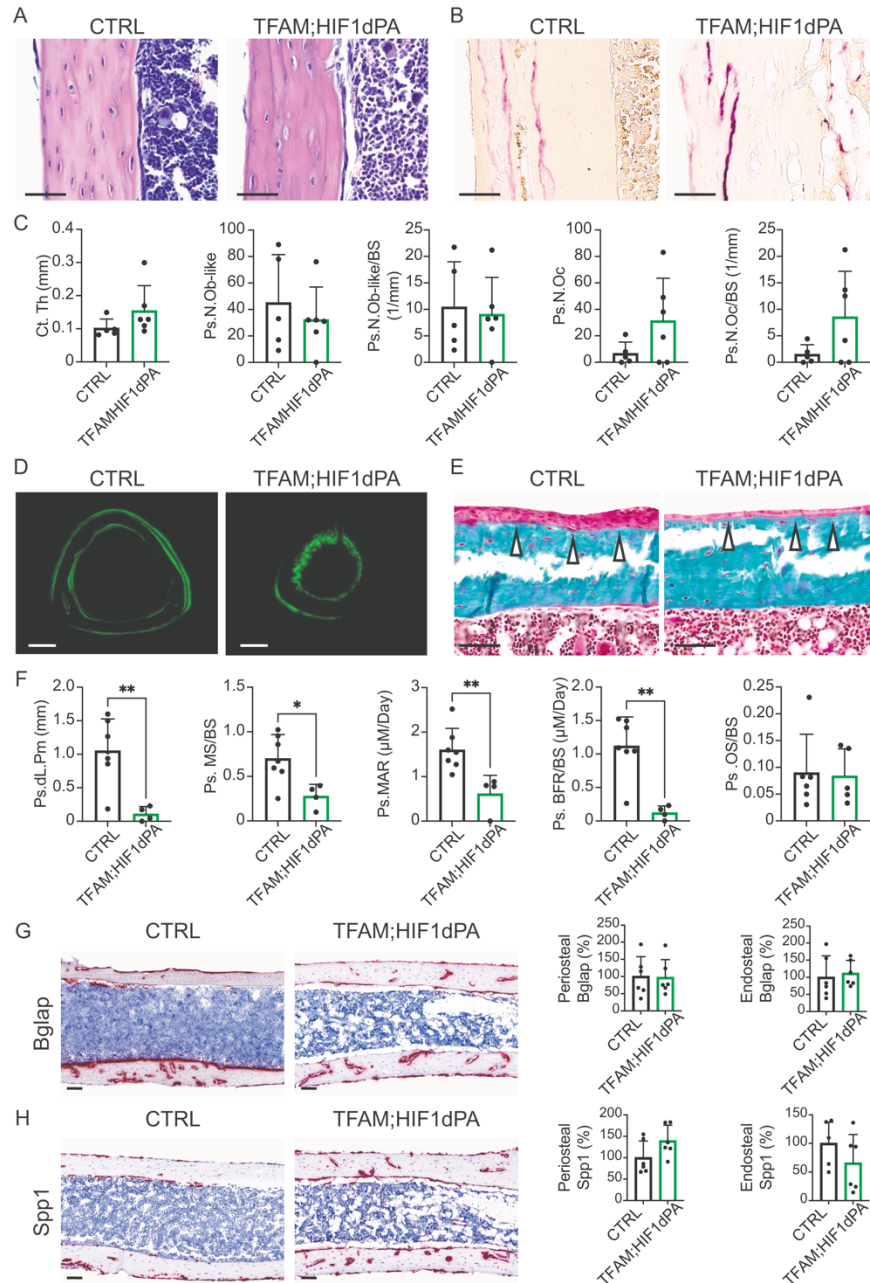 A
CTRL
TFAM;HIF1dPA
B
CTRL
TFAM;HIF1dPA
C
Ct. Th (mm)
0.4
0.3
0.2
0.1
0.0
CTRL
TFAMHIF1dPA
Ps.N.Ob-like
100
80
60
40
20
0
CTRL
TFAMHIF1dPA
Ps.N.Ob-like/BS
(1/mm)
25
20
15
10
5
0
CTRL
TFAMHIF1dPA
Ps.N.Oc
100
80
60
40
20
0
CTRL
TFAMHIF1dPA
Ps.N.Oc/BS (1/mm)
25
20
15
10
5
0
CTRL
TFAMHIF1dPA
D
CTRL
TFAM;HIF1dPA
E
CTRL
TFAM;HIF1dPA
F
Ps.dL.Pm (mm)
2.0
1.5
1.0
0.5
0.0
**
CTRL
TFAM;HIF1dPA
Ps. MS/BS
1.5
1.0
0.5
0.0
*
CTRL
TFAM;HIF1dPA
Ps.MAR (µM/Day)
4
3
2
1
0
**
CTRL
TFAM;HIF1dPA
Ps. BFR/BS (µM/Day)
2.0
1.5
1.0
0.5
0.0
**
CTRL
TFAM;HIF1dPA
Ps .OS/BS
0.25
0.20
0.15
0.10
0.05
0.00
CTRL
TFAM;HIF1dPA
G
CTRL
TFAM;HIF1dPA
Bglap
Periosteal
Bglap (%)
250
200
150
100
50
0
CTRL
TFAM;HIF1dPA
Endosteal
Bglap (%)
250
200
150
100
50
0
CTRL
TFAM;HIF1dPA
H
CTRL
TFAM;HIF1dPA
Spp1
Periosteal
Spp1 (%)
200
150
100
50
0
CTRL
TFAM;HIF1dPA
Endosteal
Spp1 (%)
150
100
50
0
CTRL
TFAM;HIF1dPA